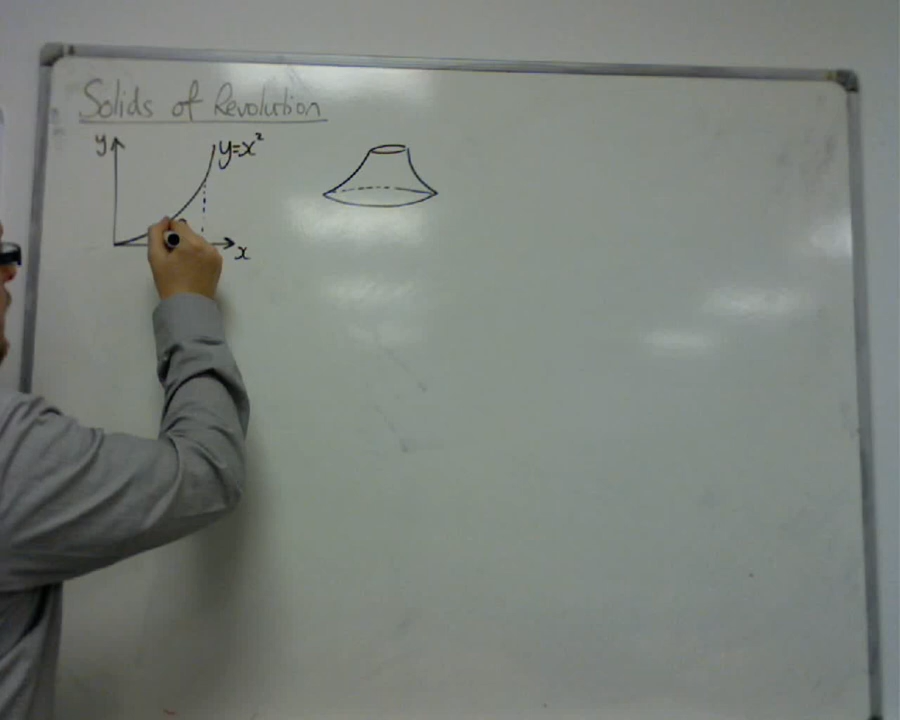 Solids of Revolution
y
y=x²
x